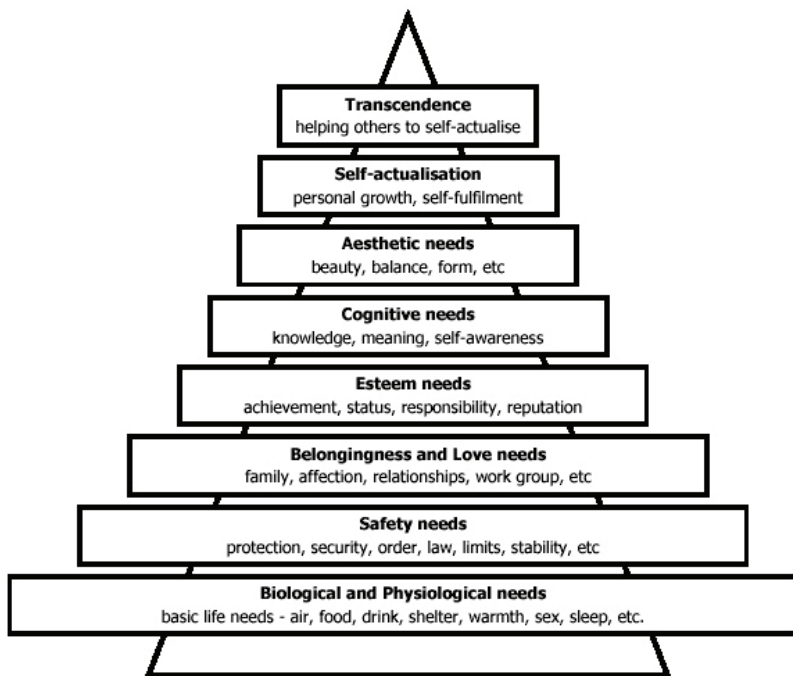 Transcendence
helping others to self-actualise
Self-actualisation
personal growth, self-fulfilment
Aesthetic needs
beauty, balance, form, etc
Cognitive needs
knowledge, meaning, self-awareness
Esteem needs
achievement, status, responsibility, reputation
Belongingness and Love needs
family, affection, relationships, work group, etc
Safety needs
protection, security, order, law, limits, stability, etc
Biological and Physiological needs
basic life needs - air, food, drink, shelter, warmth, sex, sleep, etc.